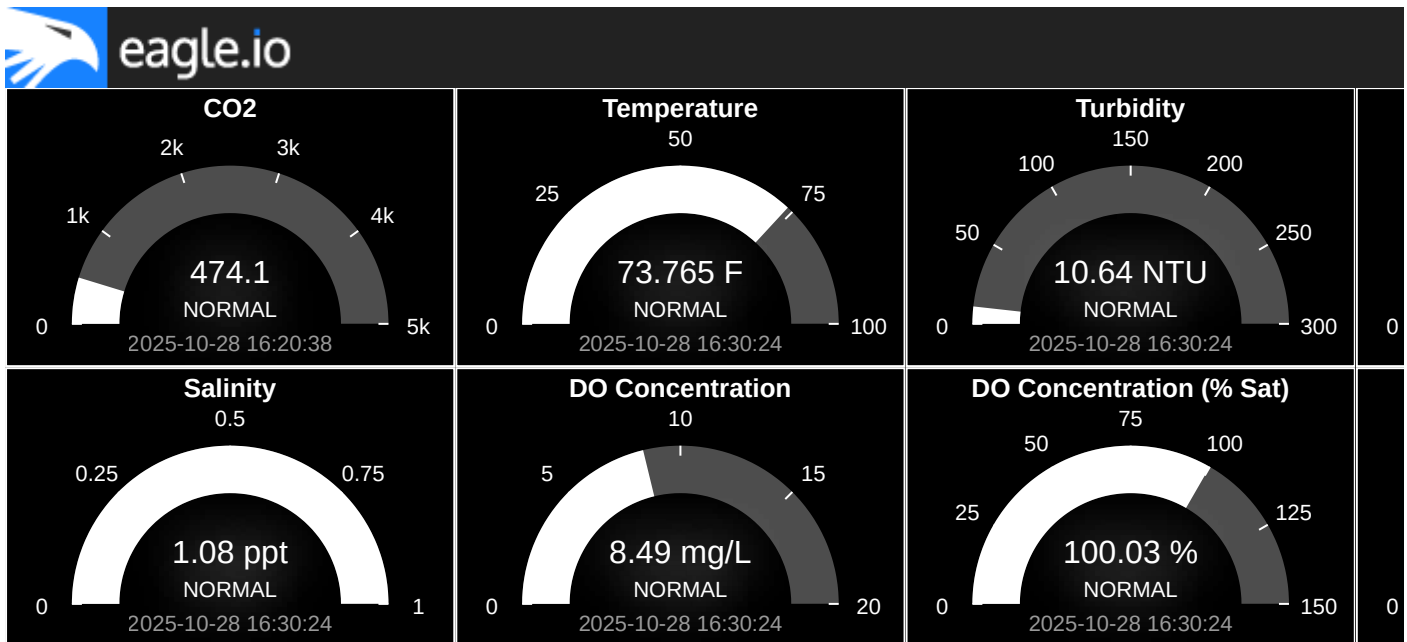 eagle.io
CO2
0
1k
2k
3k
4k
5k
474.1
NORMAL
2025-10-28 16:20:38
Temperature
0
25
50
75
100
73.765 F
NORMAL
2025-10-28 16:30:24
Turbidity
0
50
100
150
200
250
300
10.64 NTU
NORMAL
2025-10-28 16:30:24
0
Salinity
0
0.25
0.5
0.75
1
1.08 ppt
NORMAL
2025-10-28 16:30:24
DO Concentration
0
5
10
15
20
8.49 mg/L
NORMAL
2025-10-28 16:30:24
DO Concentration (% Sat)
0
25
50
75
100
125
150
100.03 %
NORMAL
2025-10-28 16:30:24
0